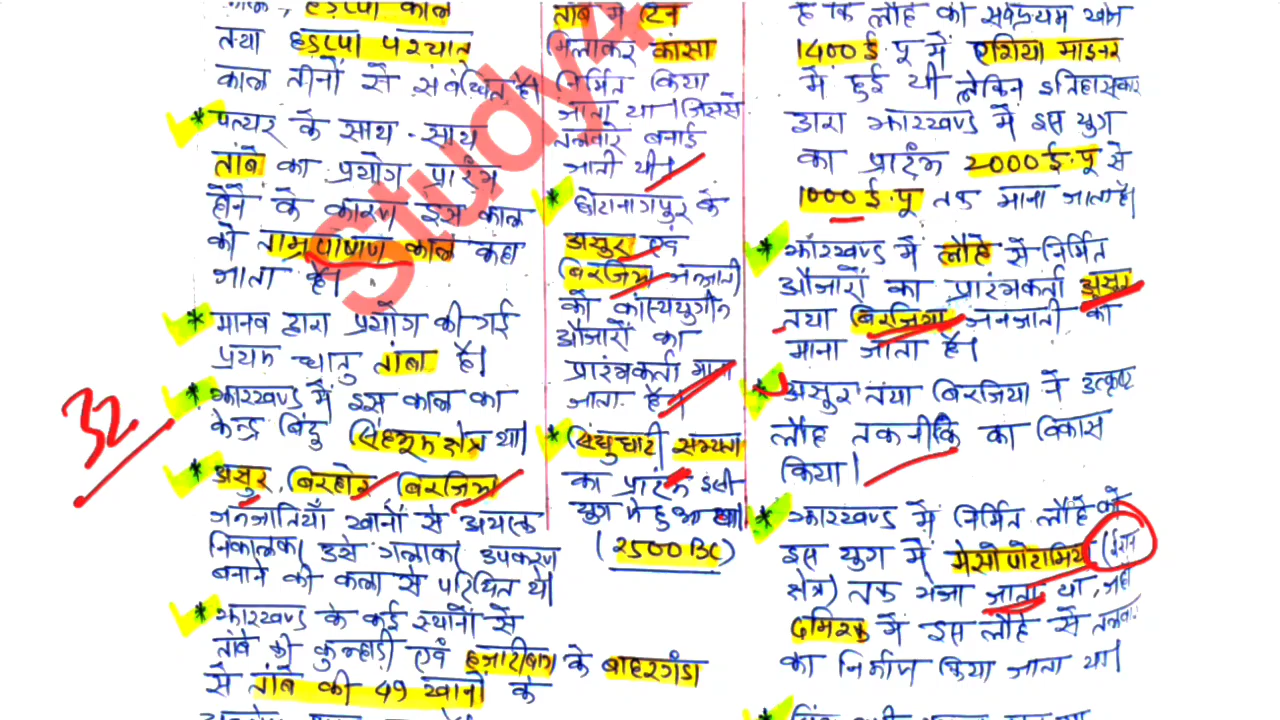 हड़प्पा काल
तथा हड़प्पा पश्चात्
काल तीनों से संबंधित है।
* पत्थर के साथ-साथ
तांबे का प्रयोग प्रारंभ
होने के कारण इस काल
को ताम्रपाषाण काल कहा
जाता है।
* मानव द्वारा प्रयोग की गई
प्रथम धातु तांबा है।
* झारखण्ड में इस काल का
केन्द्र बिंदु सिंहभूम क्षेत्र था।
* असुर, बिरहोर, बिरजिया
जनजातियाँ खानों से अयस्क
निकालकर उसे गलाकर उपकरण
बनाने की कला से परिचित थे।
* झारखण्ड के कई स्थानों से
तांबे की कुल्हाड़ी एवं हजारीबाग के बाहरगंडा
से तांबे की 49 खानों के
32
तांबे में टिन
मिलाकर कांसा
निर्मित किया
जाता था। जिससे
तलवारे बनाई
जाती थी।
* छोटानागपुर के
असुर एवं
बिरजिया जनजाती
को कांस्ययुगीन
औजारों का
प्रारंभकर्ता माना
जाता है।
* सिंधुघाटी सभ्यता
का प्रारंभ इसी
युग में हुआ था।
(2500 BC)
है कि लौह की सर्वप्रथम खोज
1400 ई.पू में एशिया माइनर
में हुई थी लेकिन इतिहासकार
द्वारा झारखण्ड में इस युग
का प्रारंभ 2000 ई.पू से
1000 ई.पू तक माना जाता है।
* झारखण्ड में लौहे से निर्मित
औजारों का प्रारंभकर्ता असुर
तथा बिरजिया जनजाती को
माना जाता है।
* असुर तथा बिरजिया ने उत्कृष्ट
लौह तकनीकि का विकास
किया।
* झारखण्ड में निर्मित लौहे को
इस युग में मेसोपोटामिया (ईरान
क्षेत्र) तक भेजा जाता था, जहां
दमिश्क में इस लौहे से तलवार
का निर्माण किया जाता था।
Study4